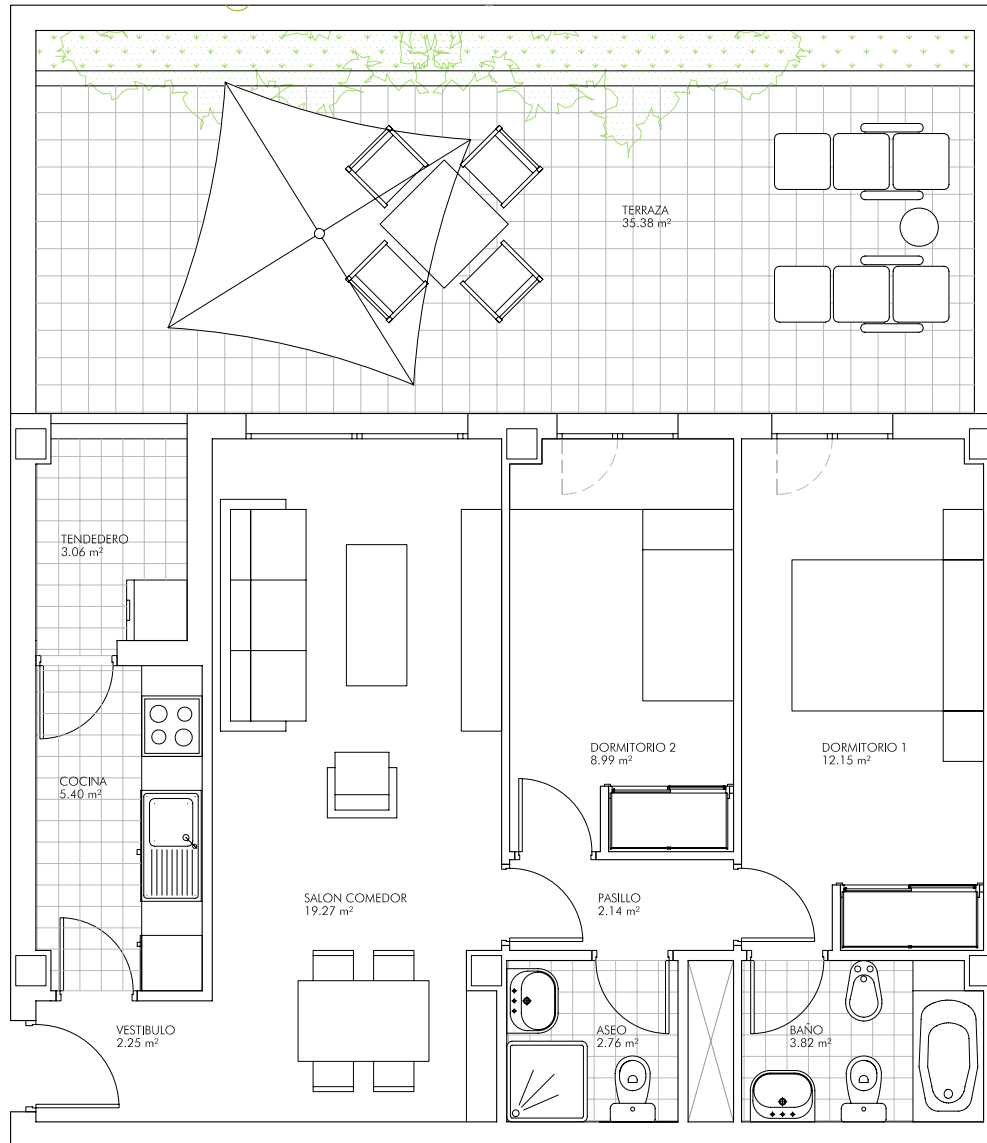 TERRAZA
35.38 m²
TENDEDERO
3.06 m²
DORMITORIO 2
8.99 m²
DORMITORIO 1
12.15 m²
COCINA
5.40 m²
SALON COMEDOR
19.27 m²
PASILLO
2.14 m²
VESTIBULO
2.25 m²
ASEO
2.76 m²
BAÑO
3.82 m²